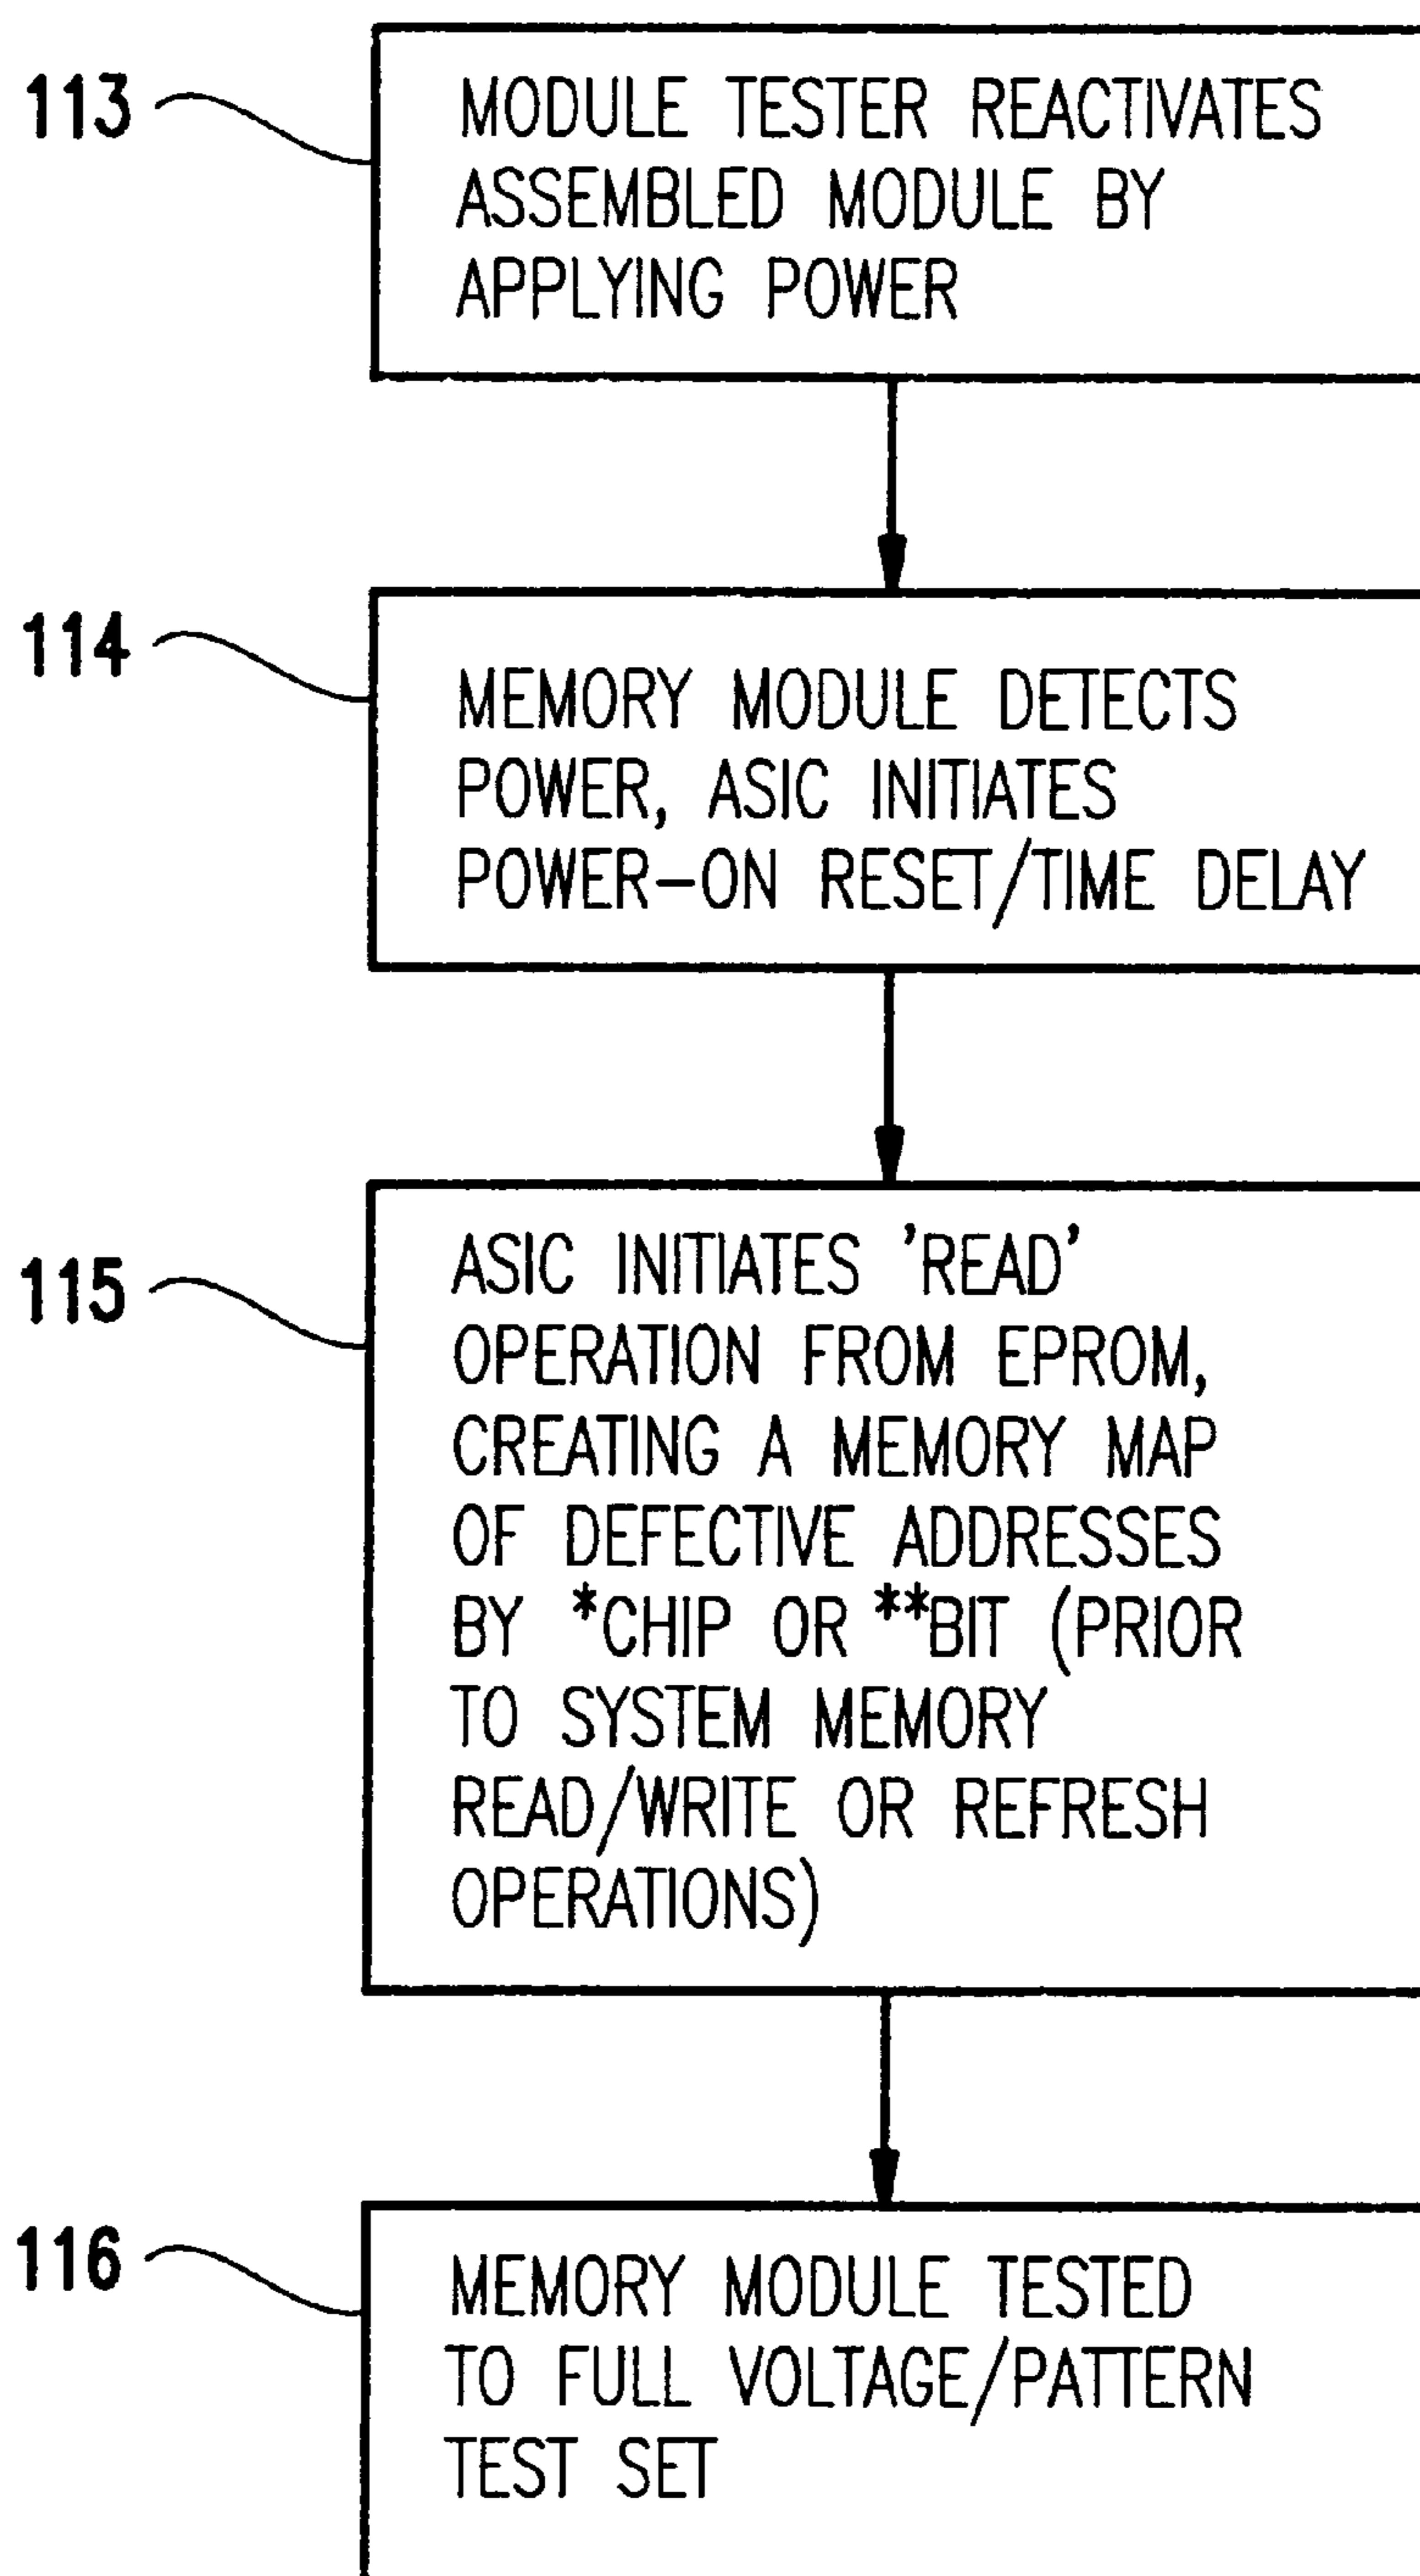 113
MODULE TESTER REACTIVATES
ASSEMBLED MODULE BY
APPLYING POWER
114
MEMORY MODULE DETECTS
POWER, ASIC INITIATES
POWER-ON RESET/TIME DELAY
115
ASIC INITIATES 'READ'
OPERATION FROM EPROM,
CREATING A MEMORY MAP
OF DEFECTIVE ADDRESSES
BY *CHIP OR **BIT (PRIOR
TO SYSTEM MEMORY
READ/WRITE OR REFRESH
OPERATIONS)
116
MEMORY MODULE TESTED
TO FULL VOLTAGE/PATTERN
TEST SET